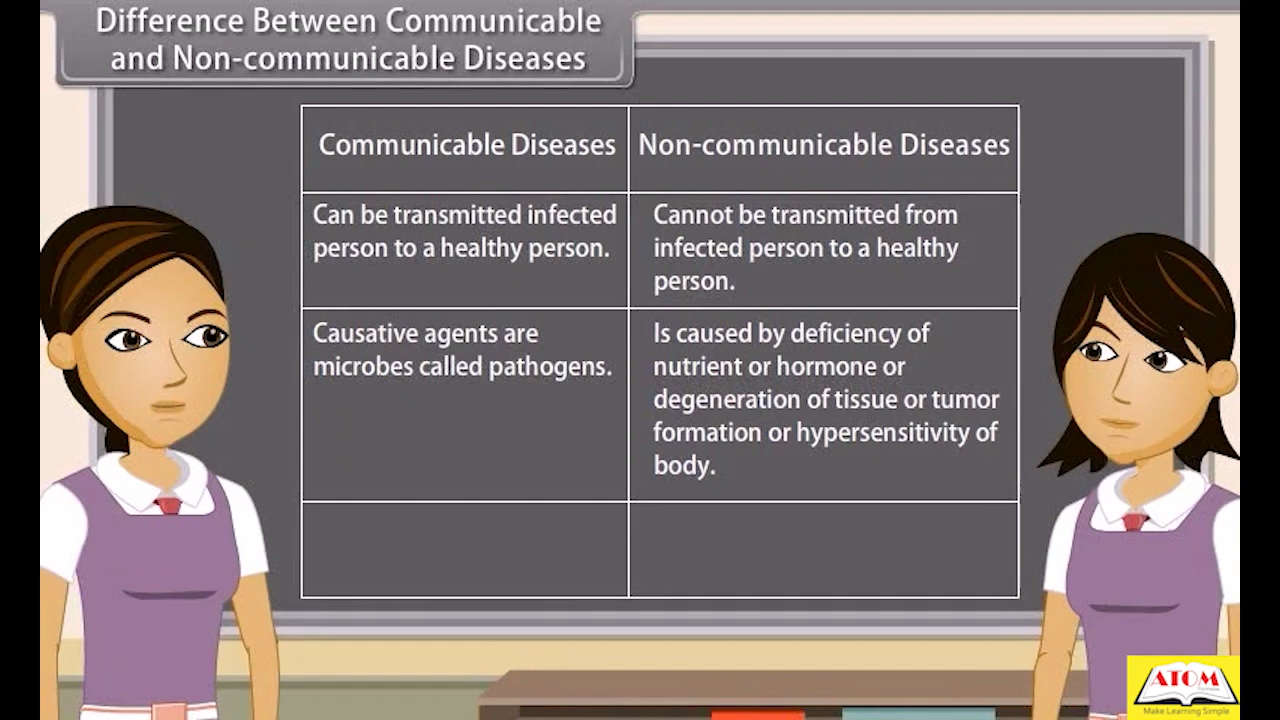 Difference Between Communicable
and Non-communicable Diseases
Communicable Diseases
Non-communicable Diseases
Can be transmitted infected
person to a healthy person.
Cannot be transmitted from
infected person to a healthy
person.
Causative agents are
microbes called pathogens.
Is caused by deficiency of
nutrient or hormone or
degeneration of tissue or tumor
formation or hypersensitivity of
body.
ATOM
Make Learning Simple